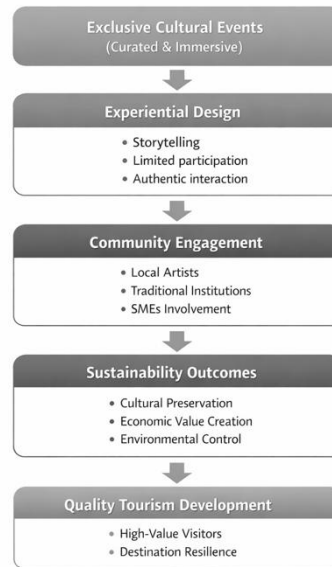 Exclusive Cultural Events
(Curated & Immersive)
Experiential Design
• Storytelling
• Limited participation
• Authentic interaction
Community Engagement
• Local Artists
• Traditional Institutions
• SMEs Involvement
Sustainability Outcomes
• Cultural Preservation
• Economic Value Creation
• Environmental Control
Quality Tourism Development
• High-Value Visitors
• Destination Resillence